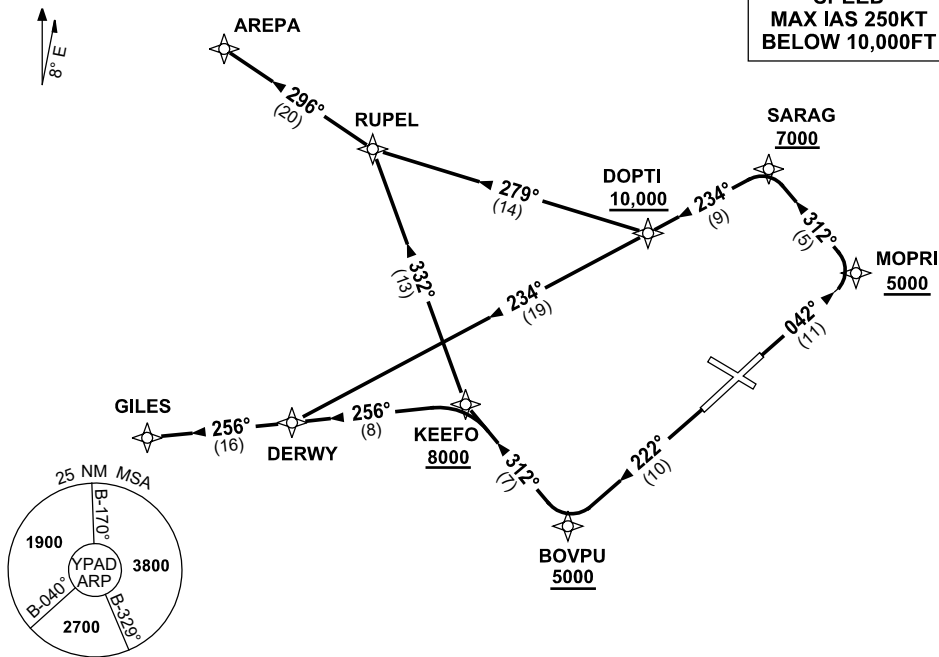 SPEED
MAX IAS 250KT
BELOW 10,000FT
8° E
AREPA
296°
(20)
RUPEL
SARAG
7000
DOPTI
10,000
279°
(14)
234°
(9)
312°
(5)
MOPRI
5000
332°
(13)
234°
(19)
042°
(11)
GILES
256°
(16)
DERWY
256°
(8)
KEEFO
8000
312°
(7)
222°
(10)
BOVPU
5000
25 NM MSA
B-170°
1900
YPAD
ARP
3800
B-040°
B-329°
2700